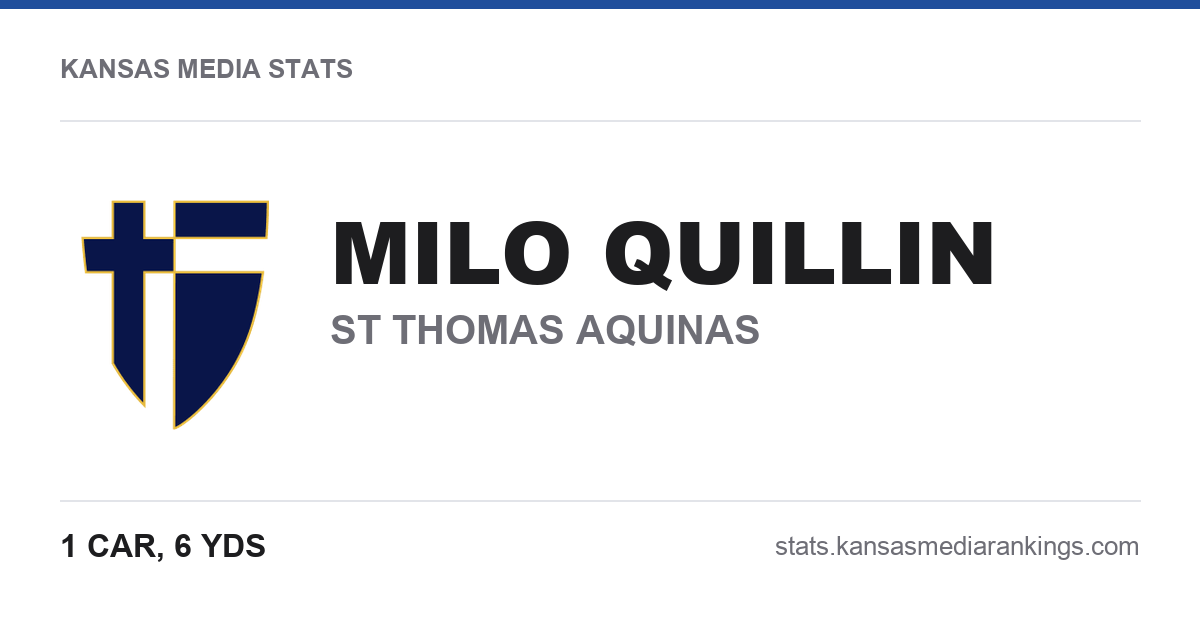 KANSAS MEDIA STATS
MILO QUILLIN
ST THOMAS AQUINAS
1 CAR, 6 YDS
stats.kansasmediarankings.com